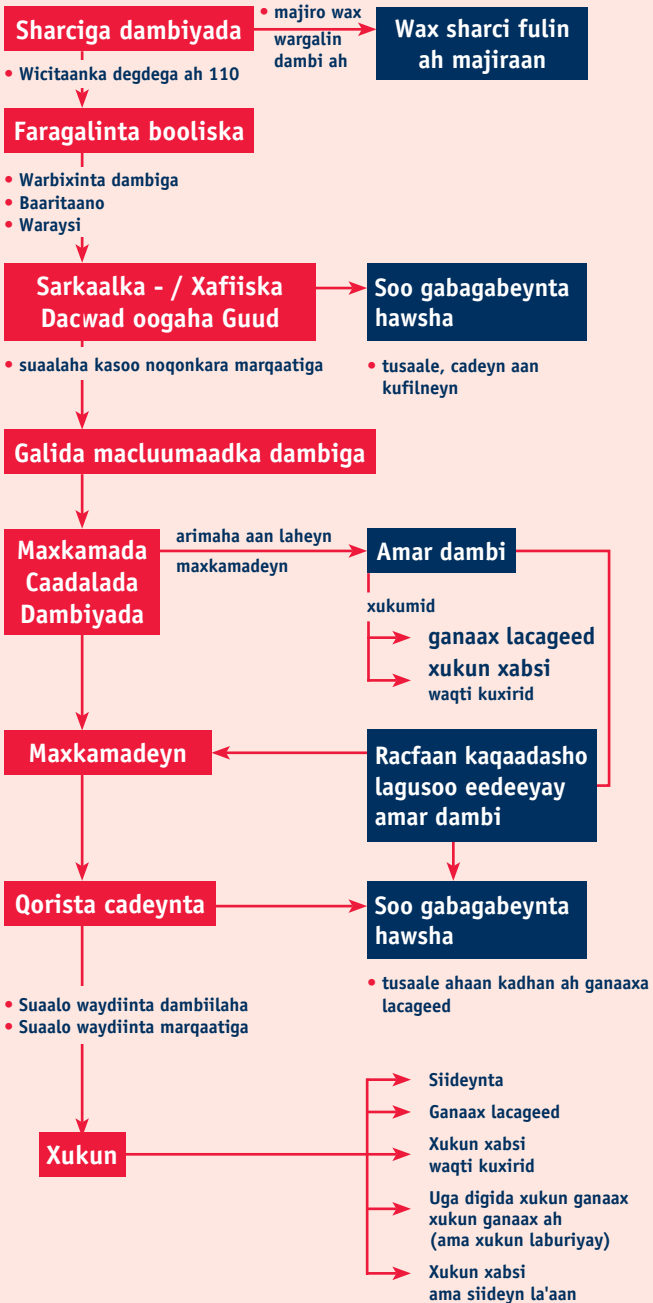 Sharciga dambiyada
• majiro wax
wargalin
dambi ah
Wax sharci fulin
ah majiraan
• Wicitaanka degdega ah 110
Faragalinta booliska
• Warbixinta dambiga
• Baaritaano
• Waraysi
Sarkaalka - / Xafiiska
Dacwad oogaha Guud
Soo gabagabeynta
hawsha
• suaalaha kasoo noqonkara marqaatiga
• tusaale, cadeyn aan
kufilneyn
Galida macluumaadka dambiga
Maxkamada
Caadalada
Dambiyada
arimaha aan laheyn
maxkamadeyn
Amar dambi
xukumid
ganaax lacageed
xukun xabsi
waqti kuxirid
Maxkamadeyn
Racfaan kaqaadasho
lagusoo eedeeyay
amar dambi
Qorista cadeynta
Soo gabagabeynta
hawsha
• tusaale ahaan kadhan ah ganaaxa
lacageed
• Suaalo waydiinta dambiilaha
• Suaalo waydiinta marqaatiga
Xukun
Siideynta
Ganaax lacageed
Xukun xabsi
waqti kuxirid
Uga digida xukun ganaax
xukun ganaax ah
(ama xukun laburiyay)
Xukun xabsi
ama siideyn la'aan